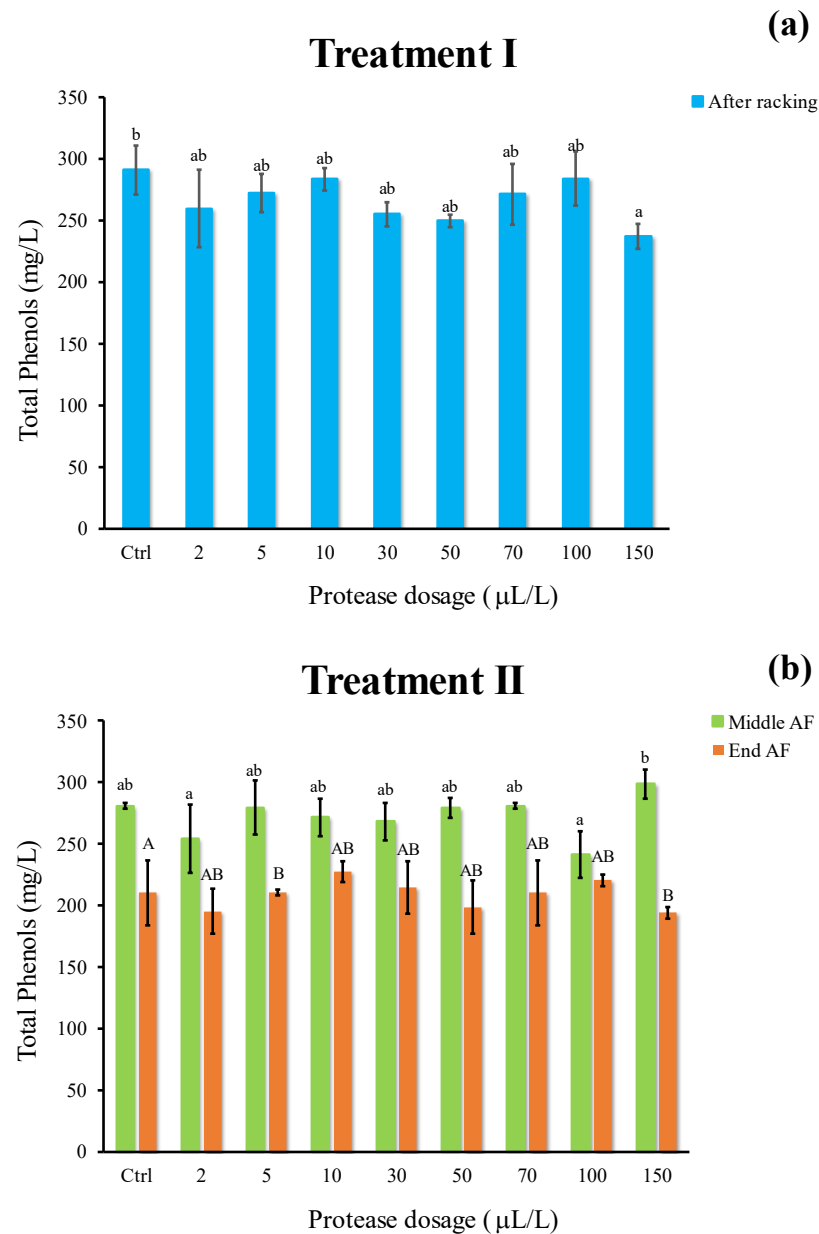 (a)
Treatment I
After racking
350
300
250
200
150
100
50
0
Total Phenols (mg/L)
b
ab
ab
ab
ab
ab
ab
ab
a
Ctrl 2 5 10 30 50 70 100 150
Protease dosage ( μL/L)
(b)
Treatment II
Middle AF
End AF
350
300
250
200
150
100
50
0
Total Phenols (mg/L)
ab a ab ab ab ab ab a b
A AB B AB AB AB AB AB B
Ctrl 2 5 10 30 50 70 100 150
Protease dosage ( μL/L)